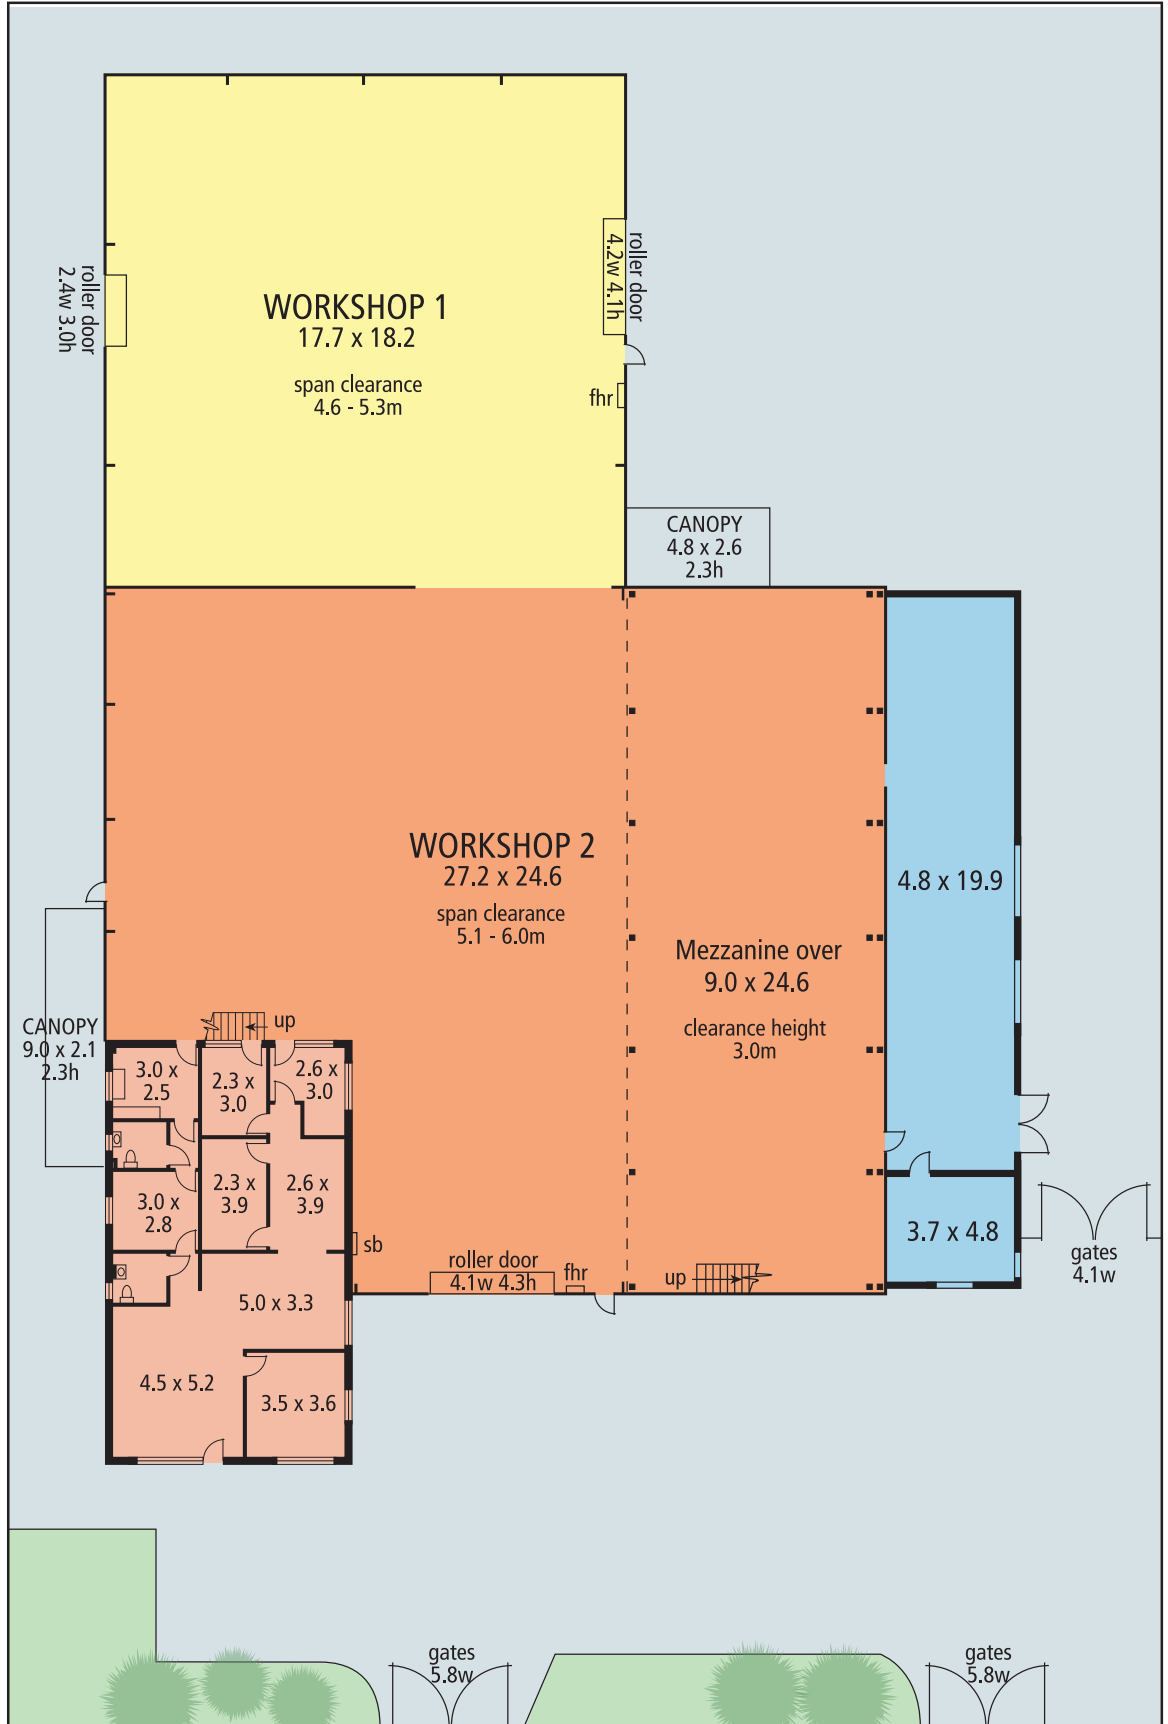 roller door
2.4w 3.0h
WORKSHOP 1
17.7 x 18.2
span clearance
4.6 - 5.3m
roller door
4.2w 4.1h
fhr
CANOPY
4.8 x 2.6
2.3h
WORKSHOP 2
27.2 x 24.6
span clearance
5.1 - 6.0m
Mezzanine over
9.0 x 24.6
clearance height
3.0m
4.8 x 19.9
CANOPY
9.0 x 2.1
2.3h
up
3.0 x
2.5
2.3 x
3.0
2.6 x
3.0
3.0 x
2.8
2.3 x
3.9
2.6 x
3.9
sb
roller door
4.1w 4.3h
fhr
up
3.7 x 4.8
gates
4.1w
5.0 x 3.3
4.5 x 5.2
3.5 x 3.6
gates
5.8w
gates
5.8w